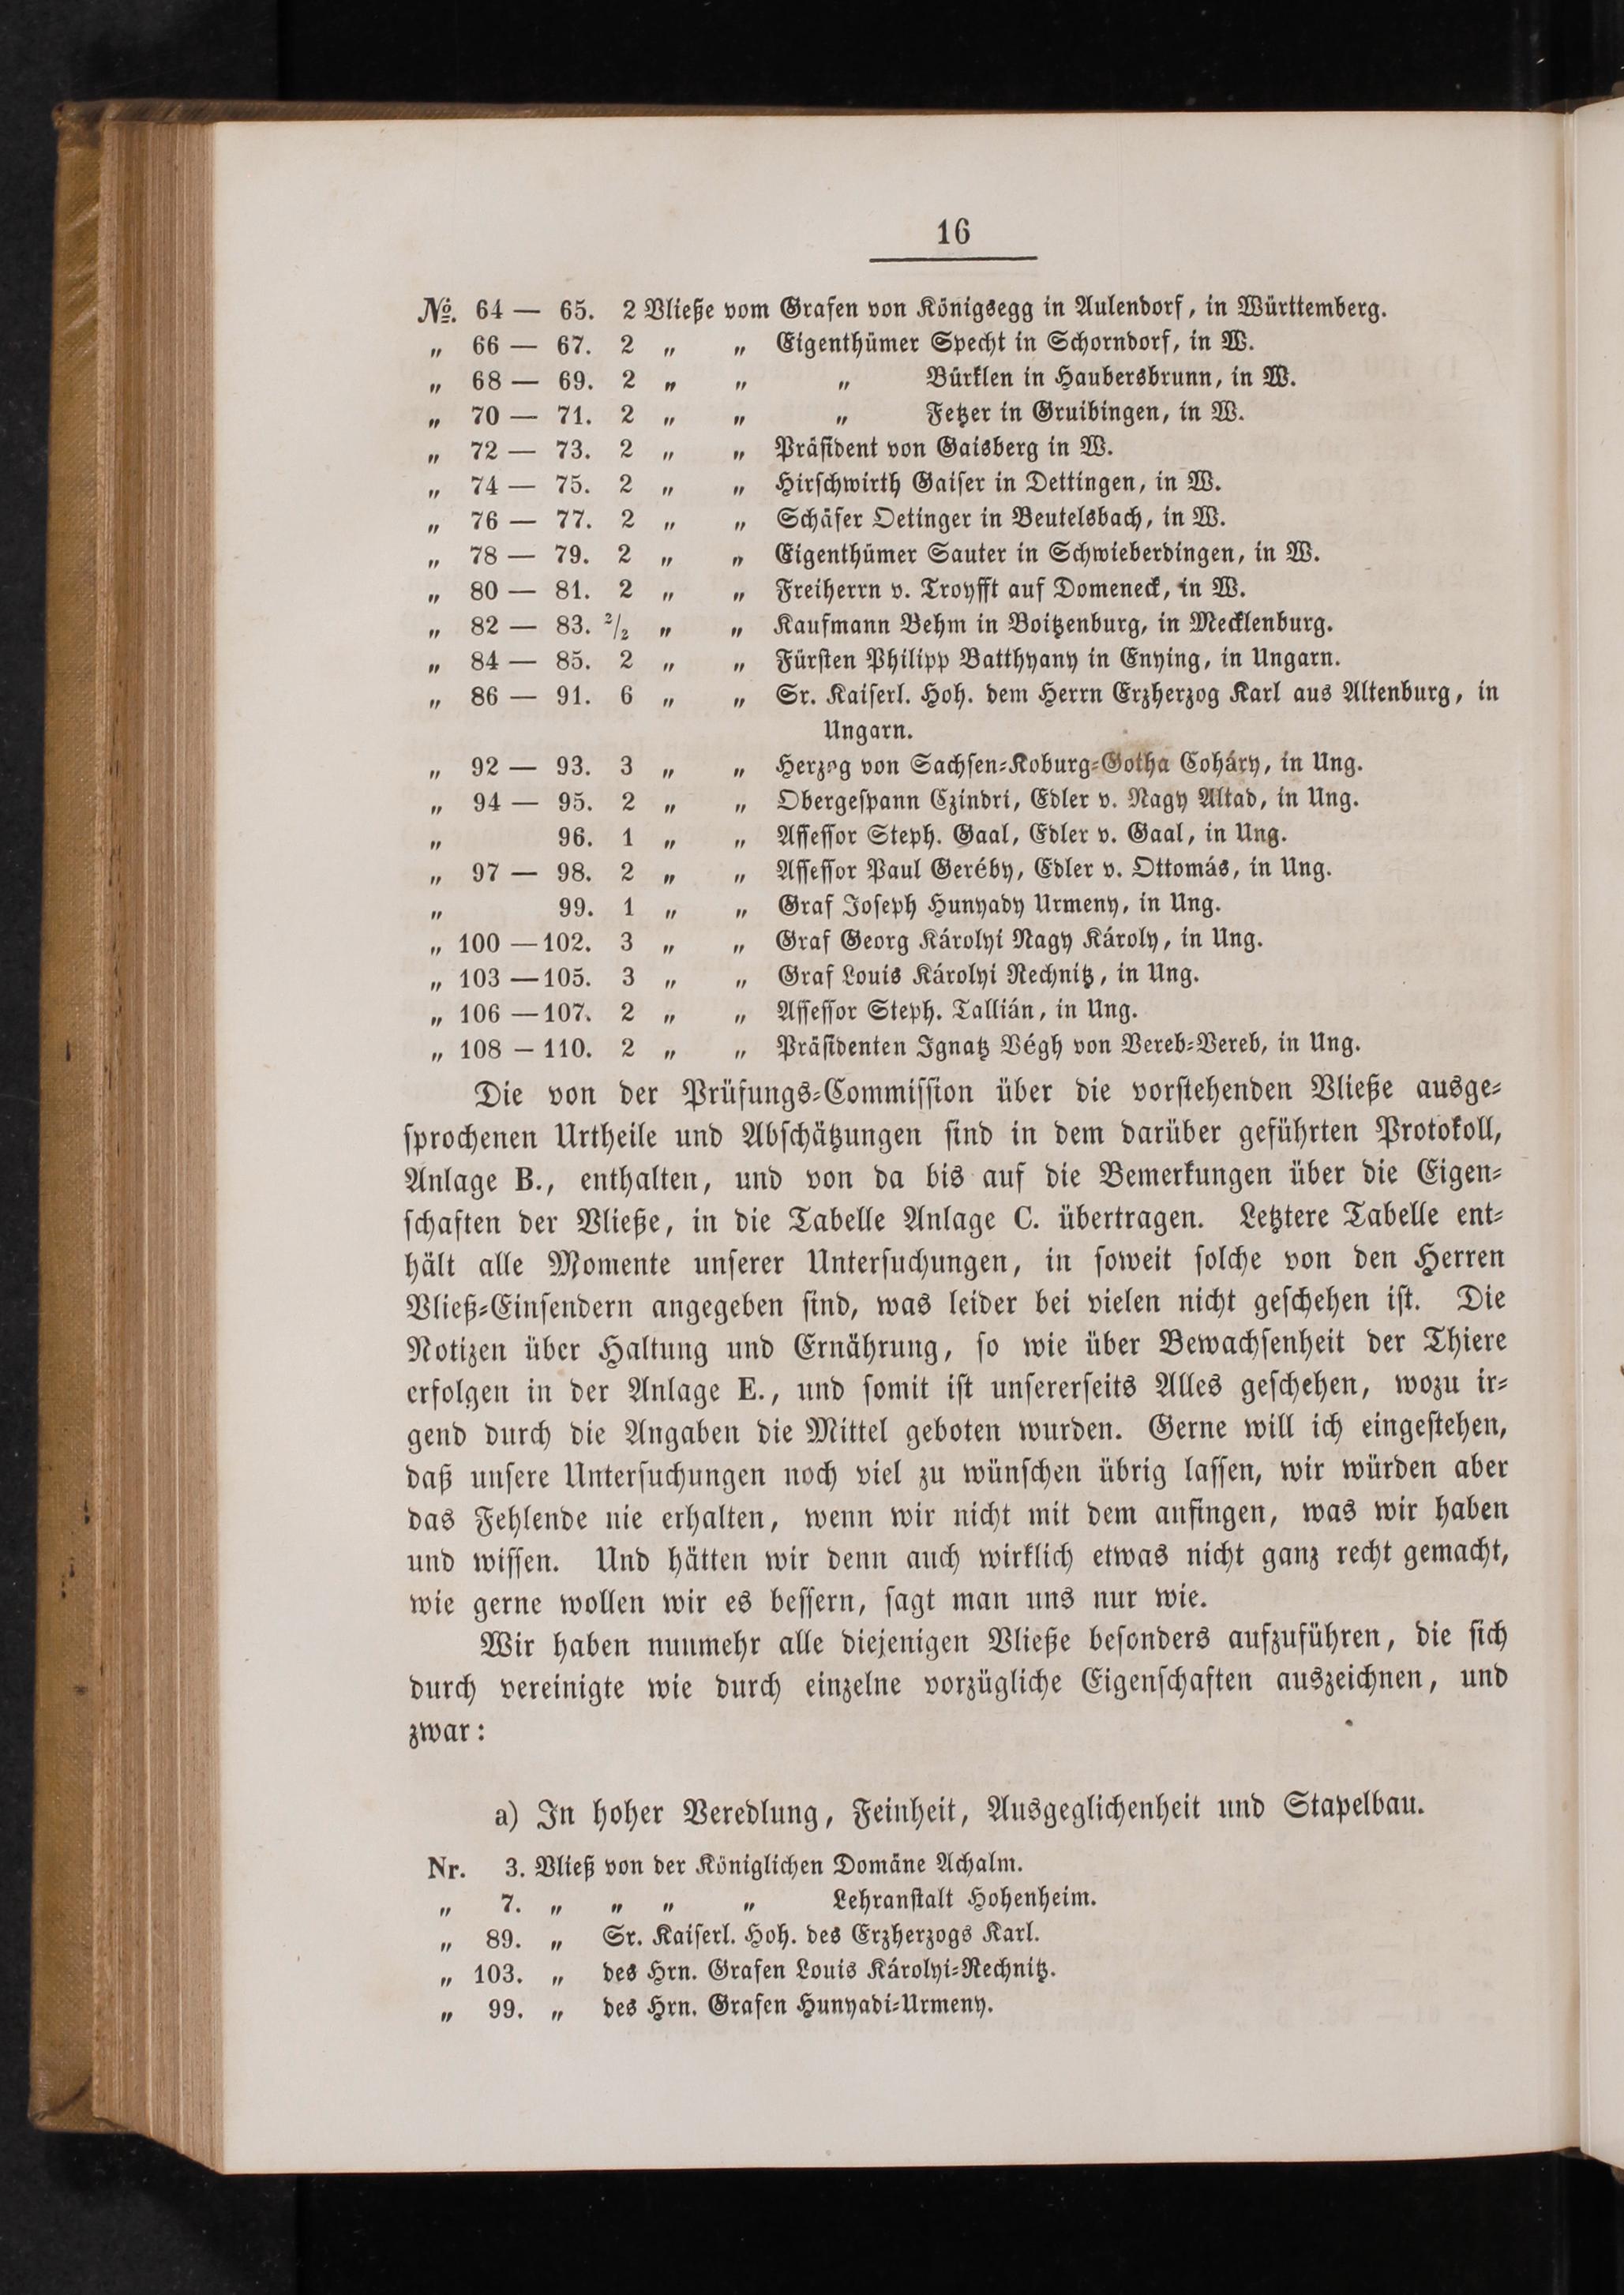 16
№. 64 — 65. 2 Vließe vom Grafen von Königsegg in Aulendorf, in Württemberg.
„ 66 — 67. 2 „ „ Eigenthümer Specht in Schorndorf, in W.
„ 68 — 69. 2 „ „ „ Bürklen in Haubersbrunn, in W.
„ 70 — 71. 2 „ „ „ Fetzer in Gruibingen, in W.
„ 72 — 73. 2 „ „ Präsident von Gaisberg in W.
„ 74 — 75. 2 „ „ Hirschwirth Gaiser in Dettingen, in W.
„ 76 — 77. 2 „ „ Schäfer Oetinger in Beutelsbach, in W.
„ 78 — 79. 2 „ „ Eigenthümer Sauter in Schwieberdingen, in W.
„ 80 — 81. 2 „ „ Freiherrn v. Troyfft auf Domeneck, in W.
„ 82 — 83. 2/2 „ „ Kaufmann Behm in Boitzenburg, in Mecklenburg.
„ 84 — 85. 2 „ „ Fürsten Philipp Batthyany in Enying, in Ungarn.
„ 86 — 91. 6 „ „ Sr. Kaiserl. Hoh. dem Herrn Erzherzog Karl aus Altenburg, in
Ungarn.
„ 92 — 93. 3 „ „ Herzog von Sachsen-Koburg-Gotha Coháry, in Ung.
„ 94 — 95. 2 „ „ Obergespann Czindri, Edler v. Nagy Altad, in Ung.
„ 96. 1 „ „ Assessor Steph. Gaal, Edler v. Gaal, in Ung.
„ 97 — 98. 2 „ „ Assessor Paul Geréby, Edler v. Ottomás, in Ung.
„ 99. 1 „ „ Graf Joseph Hunyady Urmeny, in Ung.
„ 100 — 102. 3 „ „ Graf Georg Károlyi Nagy Károly, in Ung.
„ 103 — 105. 3 „ „ Graf Louis Károlyi Rechnitz, in Ung.
„ 106 — 107. 2 „ „ Assessor Steph. Tallián, in Ung.
„ 108 — 110. 2 „ „ Präsidenten Ignatz Végh von Vereb-Vereb, in Ung.
Die von der Prüfungs-Commission über die vorstehenden Vließe ausge-
sprochenen Urtheile und Abschätzungen sind in dem darüber geführten Protokoll,
Anlage B., enthalten, und von da bis auf die Bemerkungen über die Eigen-
schaften der Vließe, in die Tabelle Anlage C. übertragen. Letztere Tabelle ent-
hält alle Momente unserer Untersuchungen, in soweit solche von den Herren
Vließ-Einsendern angegeben sind, was leider bei vielen nicht geschehen ist. Die
Notizen über Haltung und Ernährung, so wie über Bewachsenheit der Thiere
erfolgen in der Anlage E., und somit ist unsererseits Alles geschehen, wozu ir-
gend durch die Angaben die Mittel geboten wurden. Gerne will ich eingestehen,
daß unsere Untersuchungen noch viel zu wünschen übrig lassen, wir würden aber
das Fehlende nie erhalten, wenn wir nicht mit dem anfingen, was wir haben
und wissen. Und hätten wir denn auch wirklich etwas nicht ganz recht gemacht,
wie gerne wollen wir es bessern, sagt man uns nur wie.
Wir haben nunmehr alle diejenigen Vließe besonders aufzuführen, die sich
durch vereinigte wie durch einzelne vorzügliche Eigenschaften auszeichnen, und
zwar:
a) In hoher Veredlung, Feinheit, Ausgeglichenheit und Stapelbau.
Nr. 3. Vließ von der Königlichen Domäne Achalm.
„ 7. „ „ „ „ Lehranstalt Hohenheim.
„ 89. „ Sr. Kaiserl. Hoh. des Erzherzogs Karl.
„ 103. „ des Hrn. Grafen Louis Károlyi-Rechnitz.
„ 99. „ des Hrn. Grafen Hunyadi-Urmeny.